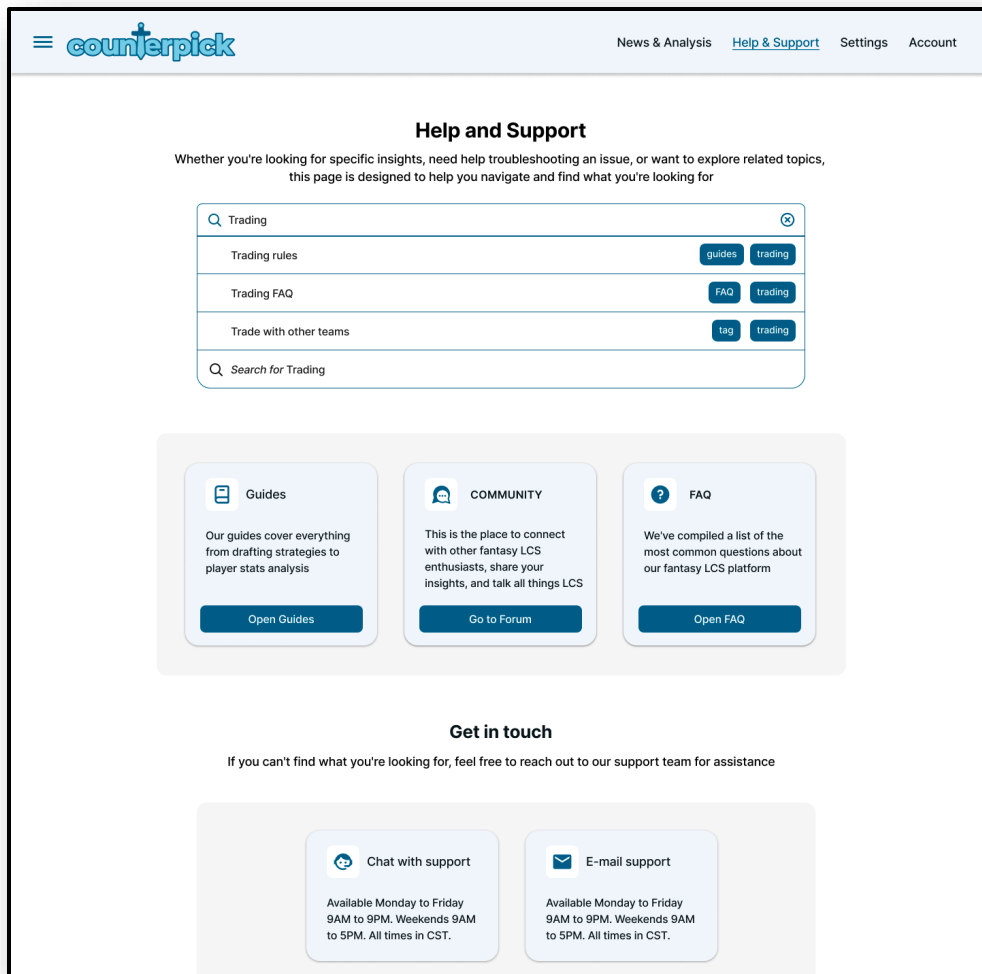 counterpick
News & Analysis
Help & Support
Settings
Account
Help and Support
Whether you're looking for specific insights, need help troubleshooting an issue, or want to explore related topics,
this page is designed to help you navigate and find what you're looking for
Trading
Trading rules
guides
trading
Trading FAQ
FAQ
trading
Trade with other teams
tag
trading
Search for Trading
Guides
Our guides cover everything
from drafting strategies to
player stats analysis
Open Guides
COMMUNITY
This is the place to connect
with other fantasy LCS
enthusiasts, share your
insights, and talk all things LCS
Go to Forum
FAQ
We've compiled a list of the
most common questions about
our fantasy LCS platform
Open FAQ
Get in touch
If you can't find what you're looking for, feel free to reach out to our support team for assistance
Chat with support
Available Monday to Friday
9AM to 9PM. Weekends 9AM
to 5PM. All times in CST.
E-mail support
Available Monday to Friday
9AM to 9PM. Weekends 9AM
to 5PM. All times in CST.